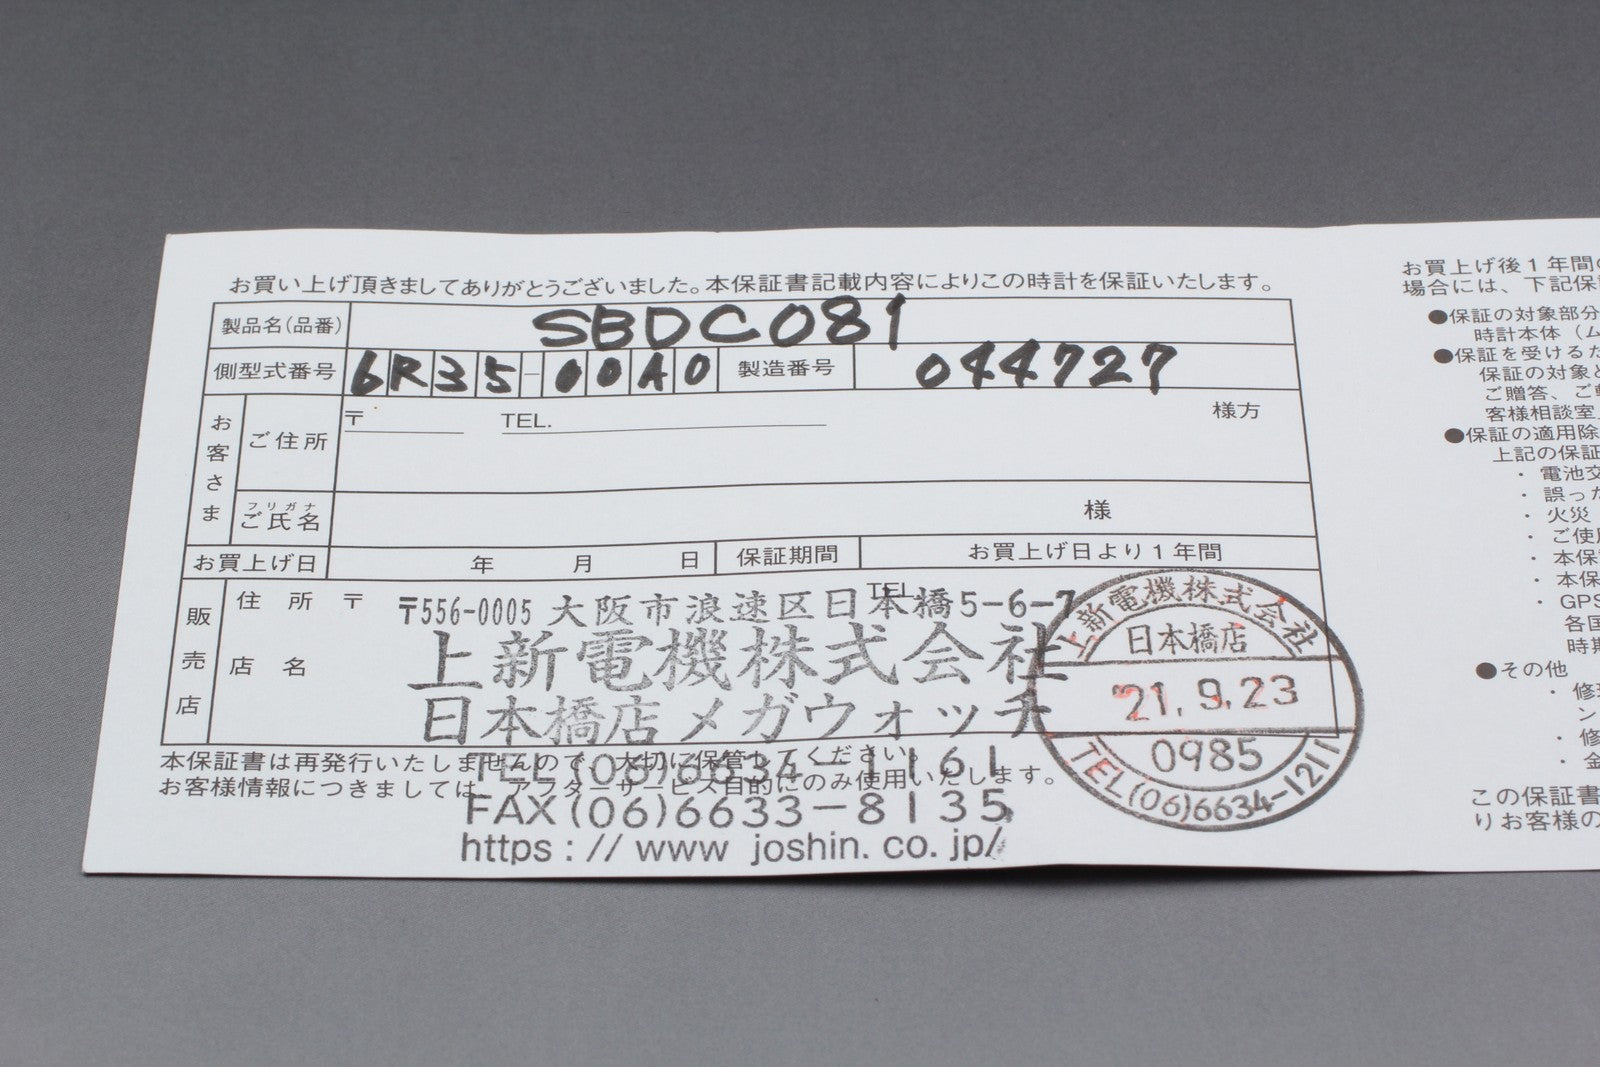 お買い上げ頂きましてありがとうございました。本保証書記載内容によりこの時計を保証いたします。
製品名(品番) SBDC081
側型式番号 6R35-00A0 製造番号 044727
お客さま
ご住所 〒 TEL. 様方
フリガナ
ご氏名 様
お買上げ日 年 月 日 保証期間 お買上げ日より1年間
販売店
住所 〒 TEL
〒556-0005 大阪市浪速区日本橋5-6-7
店名
上新電機株式会社
日本橋店メガウォッチ
TEL(06)6634-1161
FAX(06)6633-8135
https://www.joshin.co.jp/
本保証書は再発行いたしませんので、大切に保管してください。
お客様情報につきましては、アフターサービス目的にのみ使用いたします。
上新電機株式会社
日本橋店
'21.9.23
0985
TEL(06)6634-1211
お買上げ後1年間の
場合には、下記保
●保証の対象部分
時計本体(ム
●保証を受けるた
保証の対象と
ご贈答、ご
客様相談室
●保証の適用除
上記の保証
・電池交
・誤った
・火災
・ご使用
・本保
・本保
・GPS
各国
時期
●その他
・修理
ン
・修
・金
この保証書
りお客様の